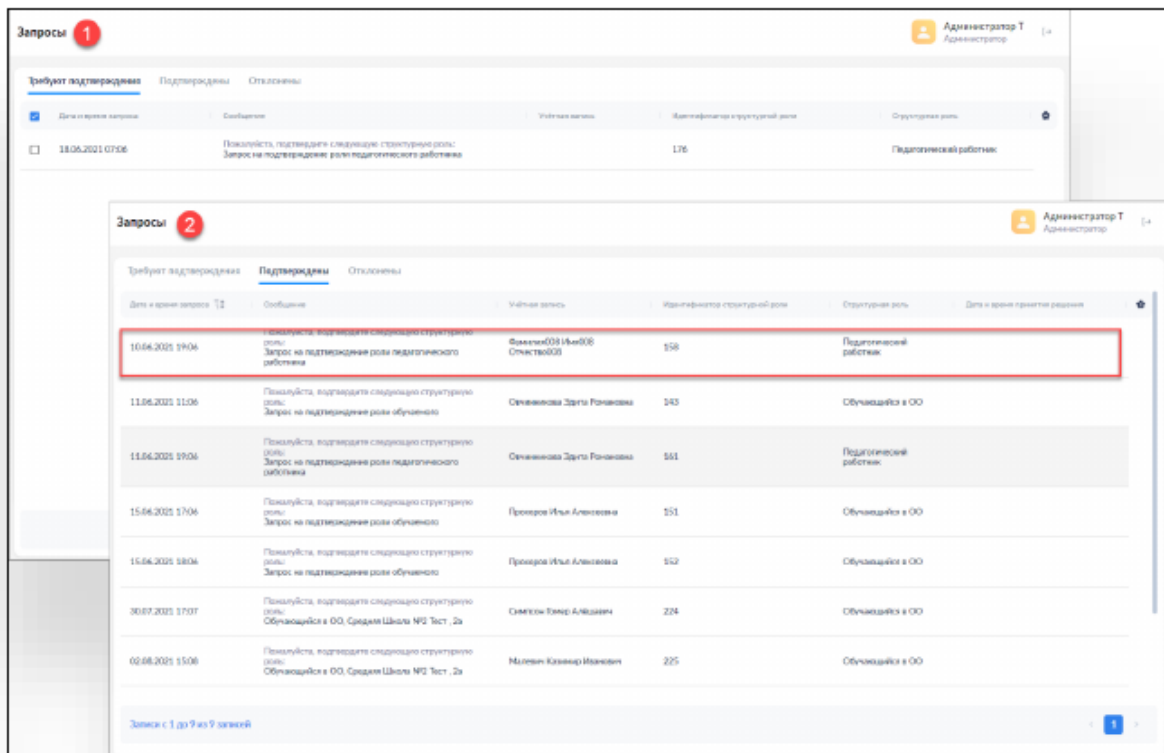 Запросы 1
Администратор Т
Администратор
Требуют подтверждения Подтверждены Отклонены
Дата и время запроса Сообщение Учётная запись Идентификатор структурной роли Структурная роль
18.06.2021 07:06 Пожалуйста, подтвердите следующую структурную роль: 176 Педагогический работник
Запрос на подтверждение роли педагогического работника
Запросы 2
Администратор Т
Администратор
Требуют подтверждения Подтверждены Отклонены
Дата и время запроса Сообщение Учётная запись Идентификатор структурной роли Структурная роль Дата и время принятия решения
Пожалуйста, подтвердите следующую структурную
роль:
10.06.2021 19:06 Запрос на подтверждение роли педагогического Фамилия008 Имя008 158 Педагогический
работника Отчество008 работник
Пожалуйста, подтвердите следующую структурную
роль:
11.06.2021 11:06 Запрос на подтверждение роли обучаемого Овчинникова Эдита Романовна 143 Обучающийся в ОО
Пожалуйста, подтвердите следующую структурную
роль:
11.06.2021 19:06 Запрос на подтверждение роли педагогического Овчинникова Эдита Романовна 161 Педагогический
работника работник
Пожалуйста, подтвердите следующую структурную
роль:
15.06.2021 17:06 Запрос на подтверждение роли обучаемого Прохоров Илья 151 Обучающийся в ОО
Пожалуйста, подтвердите следующую структурную
роль:
15.06.2021 18:06 Запрос на подтверждение роли обучаемого Прохоров Илья 152 Обучающийся в ОО
Пожалуйста, подтвердите следующую структурную
роль:
30.07.2021 17:07 Обучающийся в ОО, Средняя Школа №2 Тест , 2а Симпсон Гомер 224 Обучающийся в ОО
Пожалуйста, подтвердите следующую структурную
роль:
02.08.2021 15:08 Обучающийся в ОО, Средняя Школа №2 Тест , 2а Малевич Казимир Иванович 225 Обучающийся в ОО
Записи с 1 до 9 из 9 записей 1